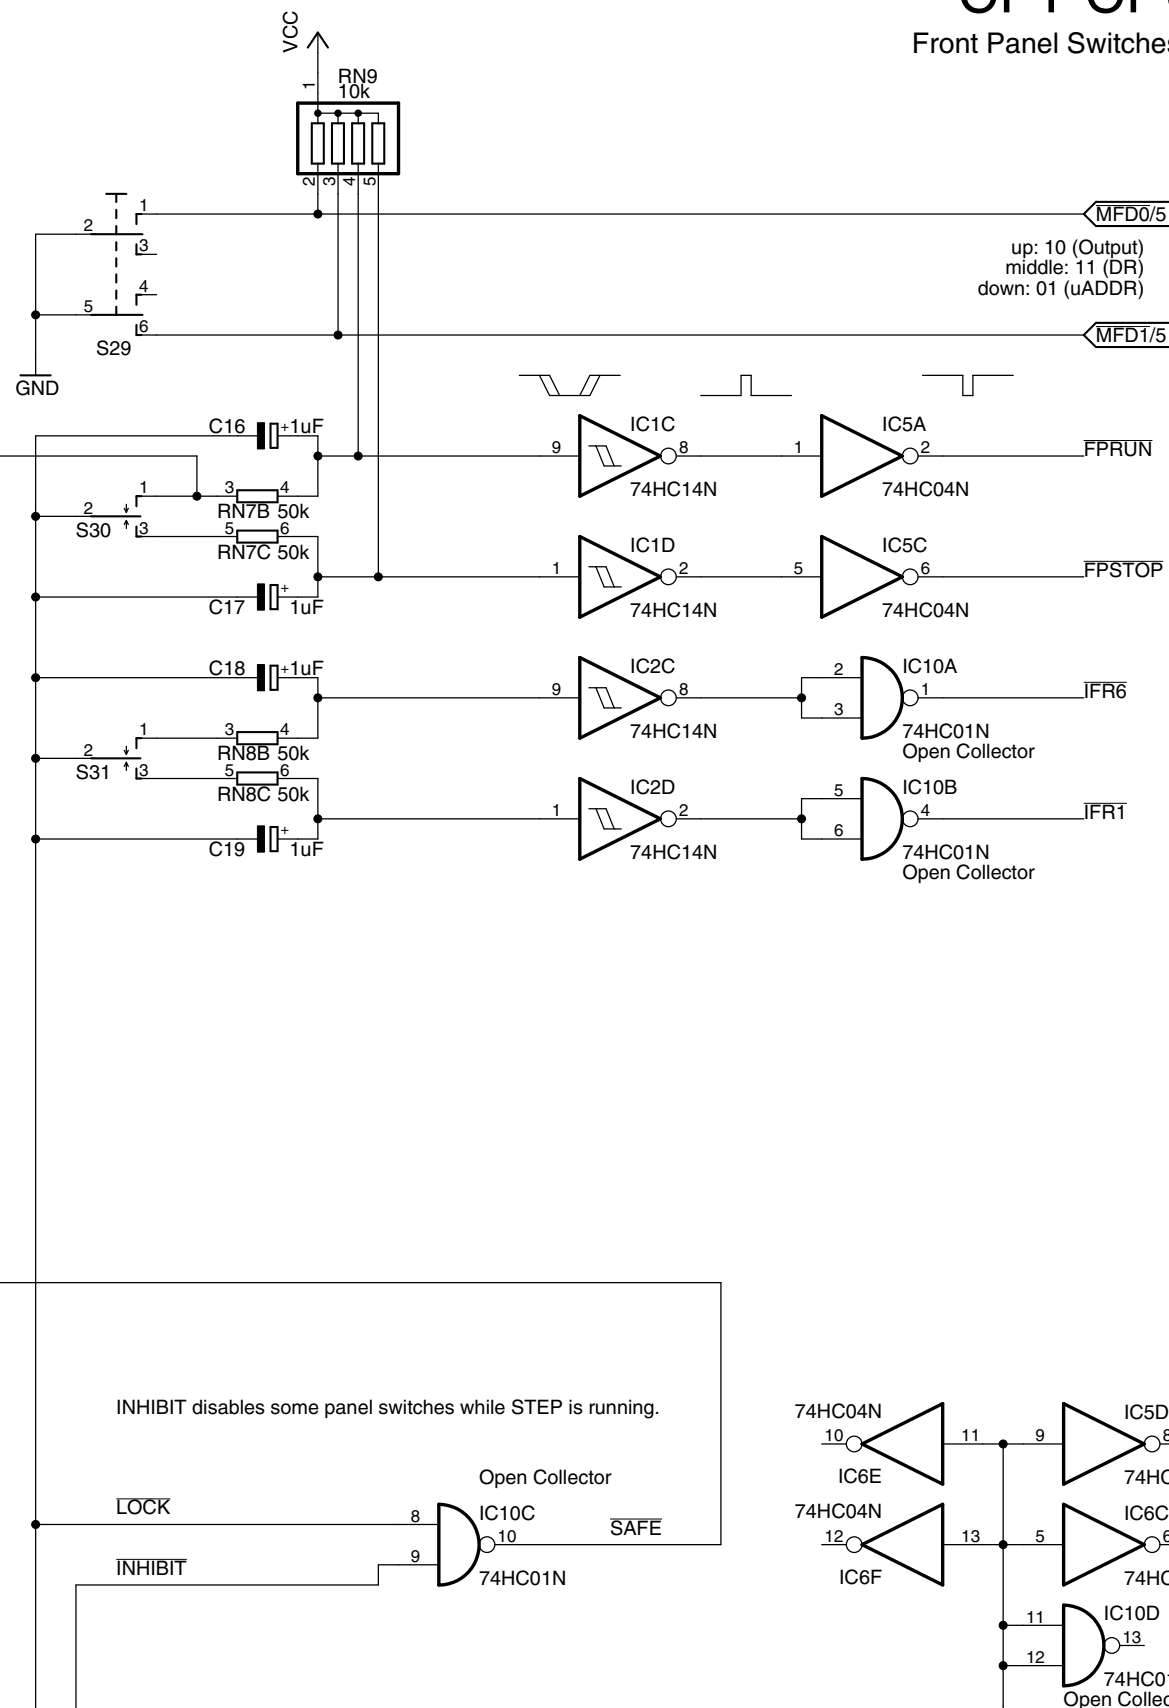 Front Panel Switches
VCC
1
RN9
10k
2
3
4
5
1
2
3
4
5
6
S29
GND
MFD0/5
up: 10 (Output)
middle: 11 (DR)
down: 01 (uADDR)
MFD1/5
C16
+
1uF
IC1C
9
8
74HC14N
IC5A
1
2
74HC04N
FPRUN
1
2
3
S30
3
4
RN7B 50k
5
6
RN7C 50k
C17
+
1uF
IC1D
1
2
74HC14N
IC5C
5
6
74HC04N
FPSTOP
C18
+
1uF
IC2C
9
8
74HC14N
2
3
IC10A
1
74HC01N
Open Collector
IFR6
1
2
3
S31
3
4
RN8B 50k
5
6
RN8C 50k
C19
+
1uF
IC2D
1
2
74HC14N
5
6
IC10B
4
74HC01N
Open Collector
IFR1
INHIBIT disables some panel switches while STEP is running.
Open Collector
LOCK
8
IC10C
10
SAFE
INHIBIT
9
74HC01N
74HC04N
10
11
IC6E
9
IC5D
8
74HC
74HC04N
12
13
IC6F
5
IC6C
6
74HC
11
12
IC10D
13
74HC01
Open Collec